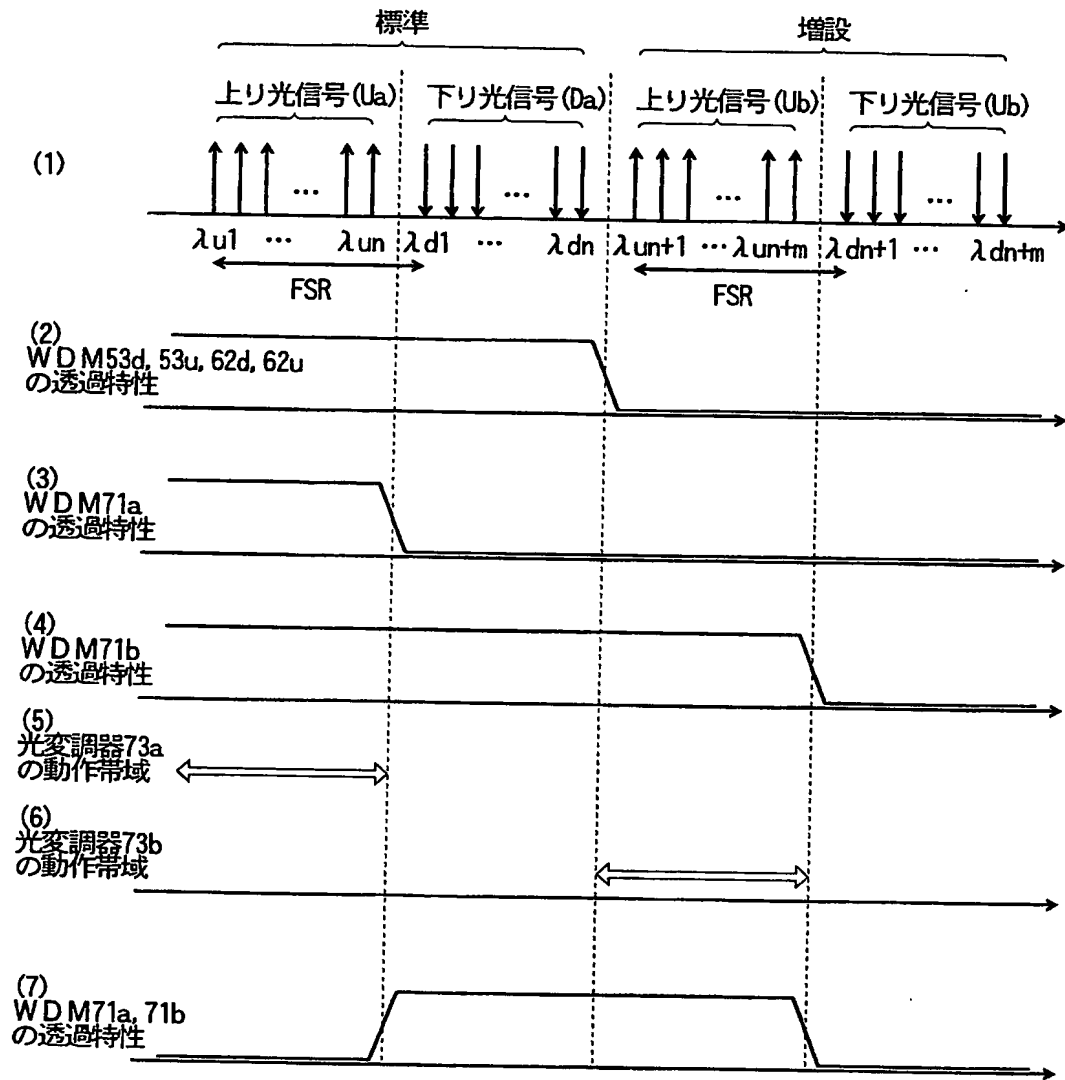 標準 増設
上り光信号(Ua) 下り光信号(Da) 上り光信号(Ub) 下り光信号(Ub)
(1)
… … … …
λu1 … λun λd1 … λdn λun+1 … λun+m λdn+1 … λdn+m
FSR FSR
(2)
WDM53d, 53u, 62d, 62u
の透過特性
(3)
WDM71a
の透過特性
(4)
WDM71b
の透過特性
(5)
光変調器73a
の動作帯域
(6)
光変調器73b
の動作帯域
(7)
WDM71a, 71b
の透過特性